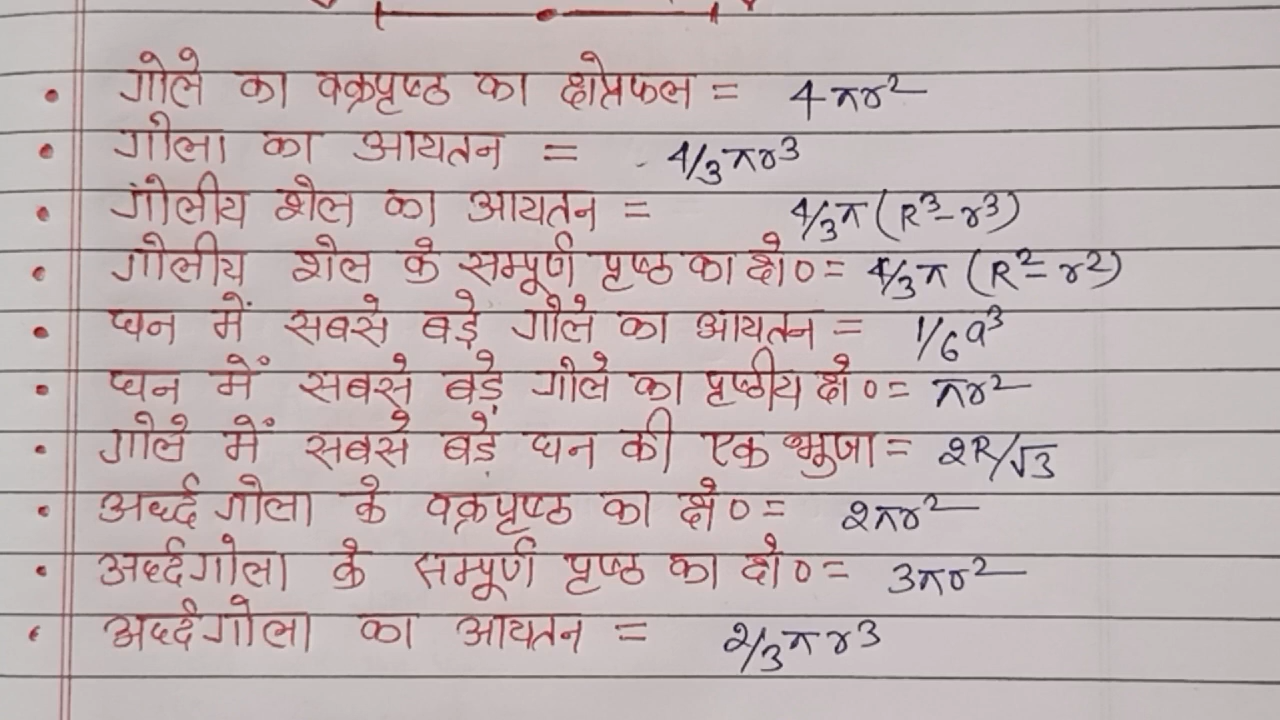 • गोले का वक्रपृष्ठ का क्षेत्रफल = 4πr²
• गोला का आयतन = 4/3πr³
• गोलीय शेल का आयतन = 4/3π(R³-r³)
• गोलीय शेल के सम्पूर्ण पृष्ठ का क्षे० = 4/3π (R²-r²)
• घन में सबसे बड़े गोले का आयतन = 1/6a³
• घन में सबसे बड़े गोले का पृष्ठीय क्षे० = πr²
• गोले में सबसे बड़े घन की एक भुजा = 2R/√3
• अर्द्धगोला के वक्रपृष्ठ का क्षे० = 2πr²
• अर्द्धगोला के सम्पूर्ण पृष्ठ का क्षे० = 3πr²
• अर्द्धगोला का आयतन = 2/3πr³